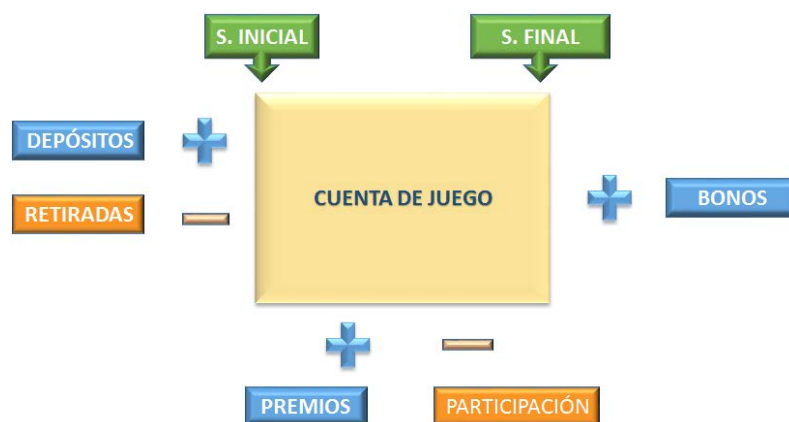 S. INICIAL
S. FINAL
DEPÓSITOS
RETIRADAS
CUENTA DE JUEGO
BONOS
PREMIOS
PARTICIPACIÓN